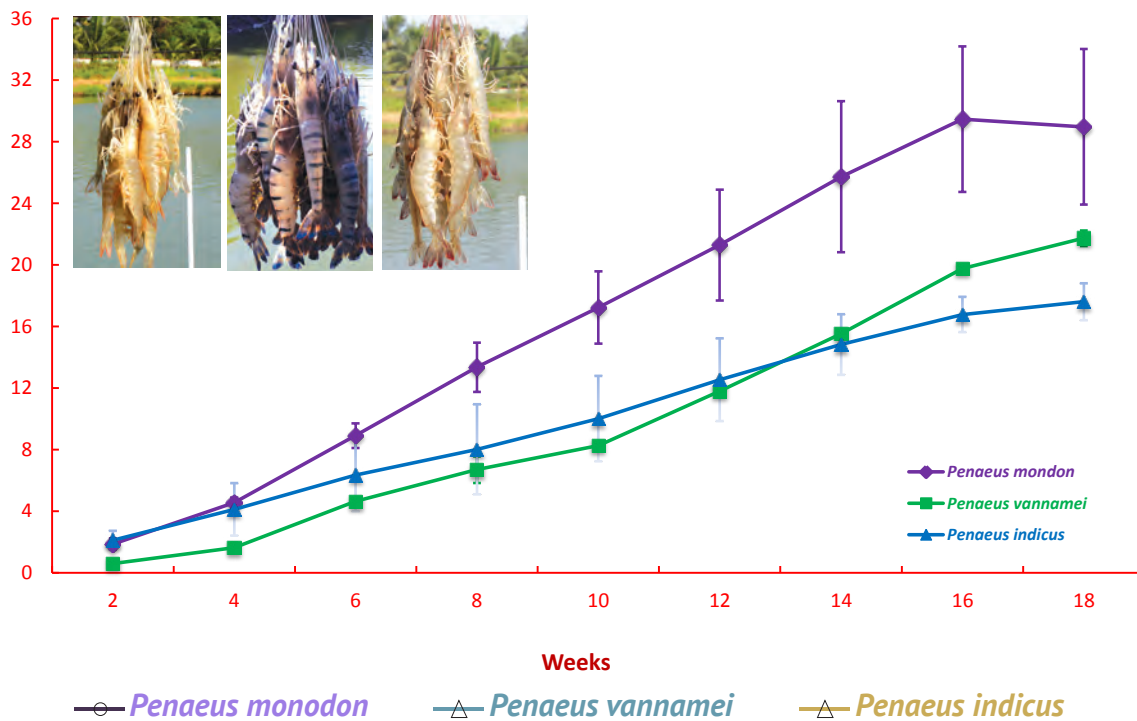 36
32
28
24
20
16
12
8
4
0
Penaeus mondon
Penaeus vannamei
Penaeus indicus
2 4 6 8 10 12 14 16 18
Weeks
Penaeus monodon Penaeus vannamei Penaeus indicus